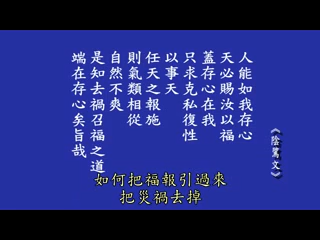 人能如我存心
天必賜汝以福
蓋存心在我
只求克私復性
以事天
任天之報施
則氣類相從
自然不爽
是知去禍召福之道
端在存心矣旨哉
《陰騭文》
如何把福報引過來
把災禍去掉